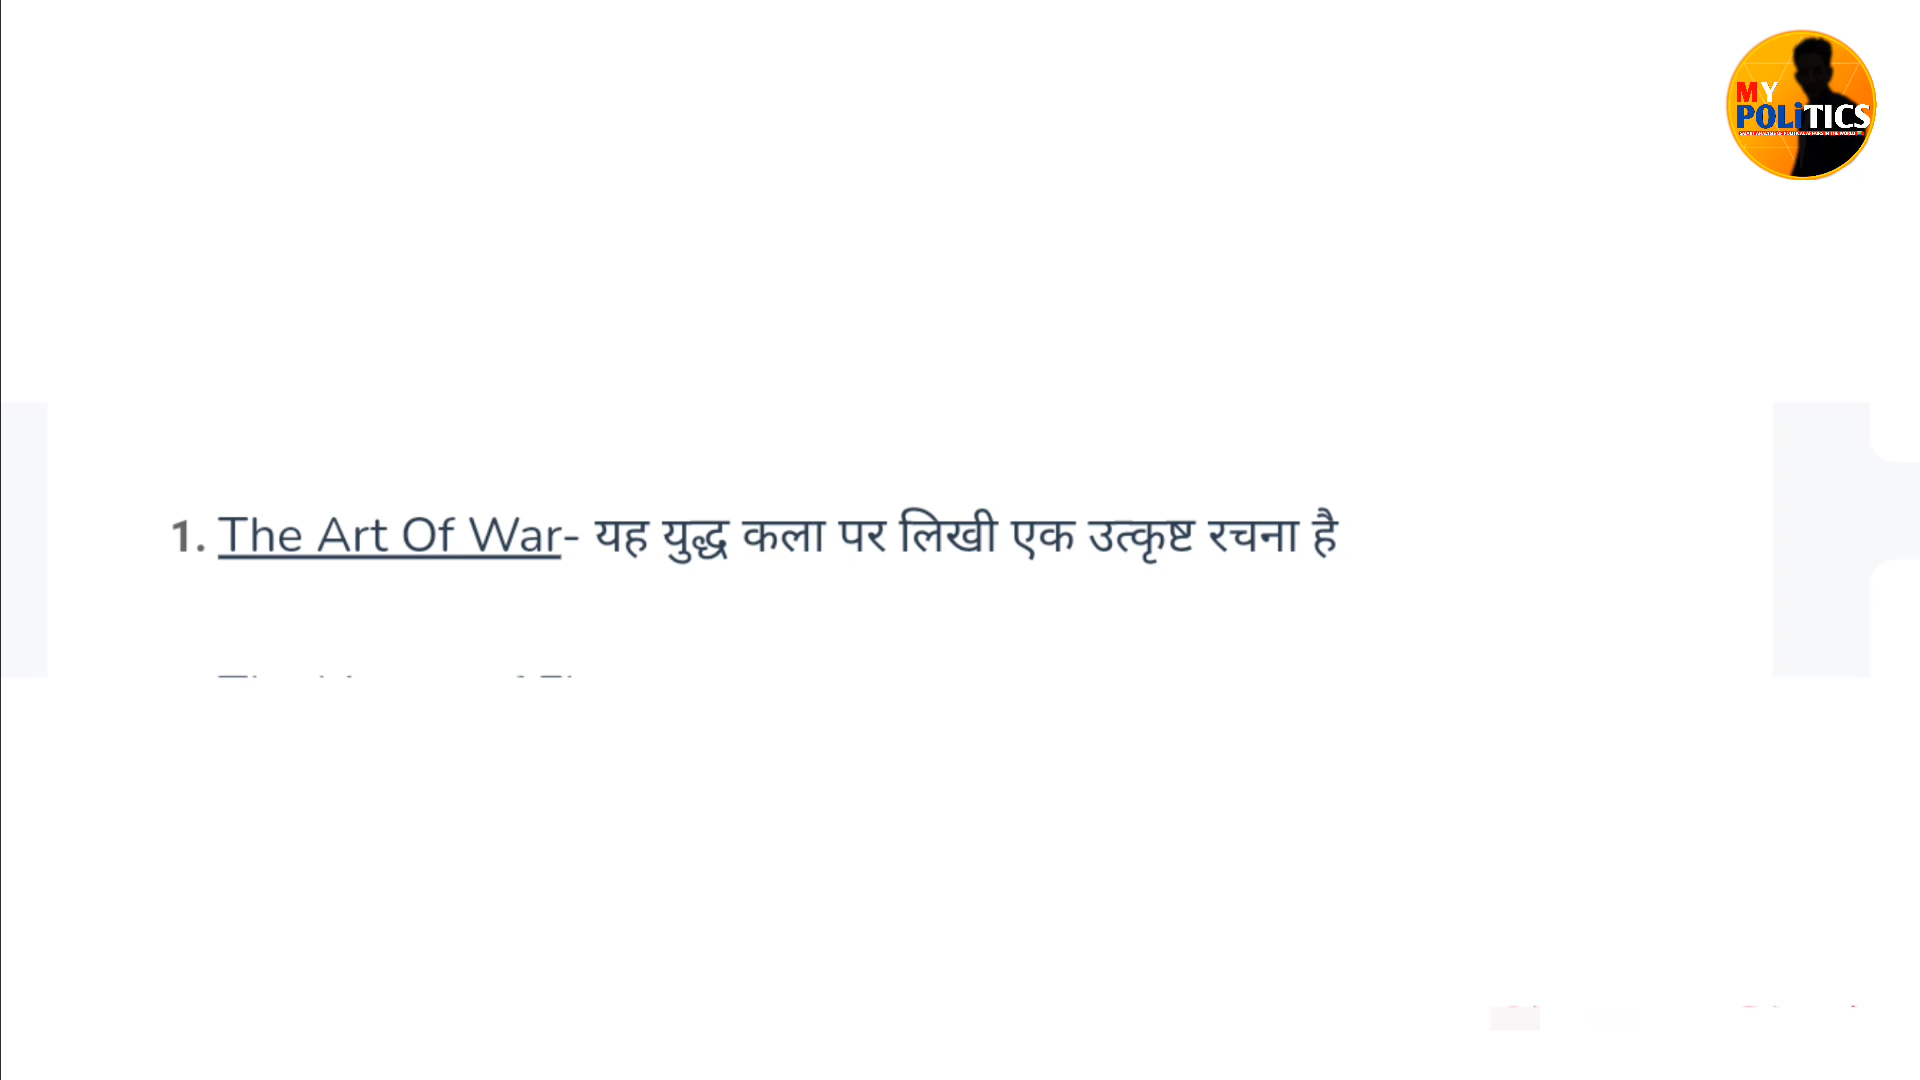 MY
POLiTICS
1. The Art Of War- यह युद्ध कला पर लिखी एक उत्कृष्ट रचना है